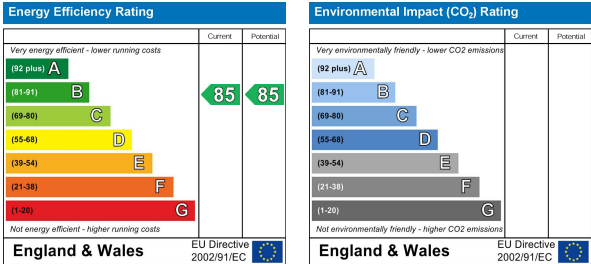 Energy Efficiency Rating
Current Potential
Very energy efficient - lower running costs
(92 plus) A
(81-91) B
85 85
(69-80) C
(55-68) D
(39-54) E
(21-38) F
(1-20) G
Not energy efficient - higher running costs
England & Wales
EU Directive
2002/91/EC
Environmental Impact (CO2) Rating
Current Potential
Very environmentally friendly - lower CO2 emissions
(92 plus) A
(81-91) B
(69-80) C
(55-68) D
(39-54) E
(21-38) F
(1-20) G
Not environmentally friendly - higher CO2 emissions
England & Wales
EU Directive
2002/91/EC